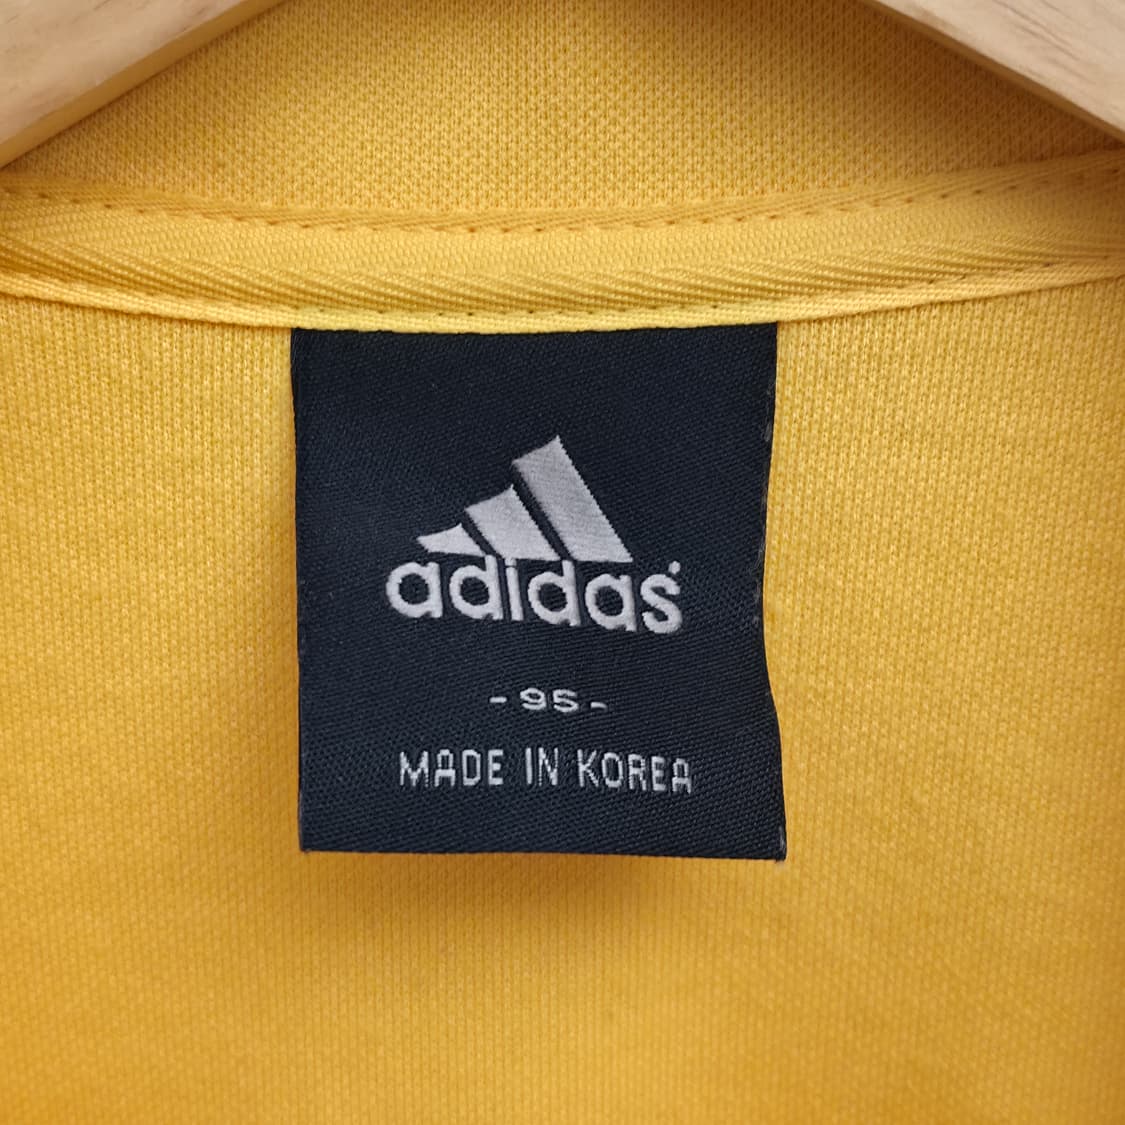 adidas
-95-
MADE IN KOREA